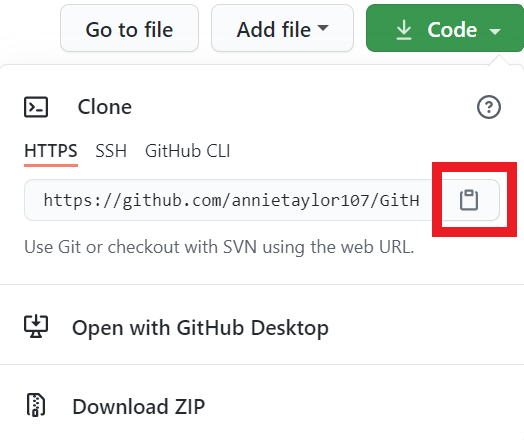 Go to file Add file Code
Clone
HTTPS SSH GitHub CLI
https://github.com/annietaylor107/GitH
Use Git or checkout with SVN using the web URL.
Open with GitHub Desktop
Download ZIP